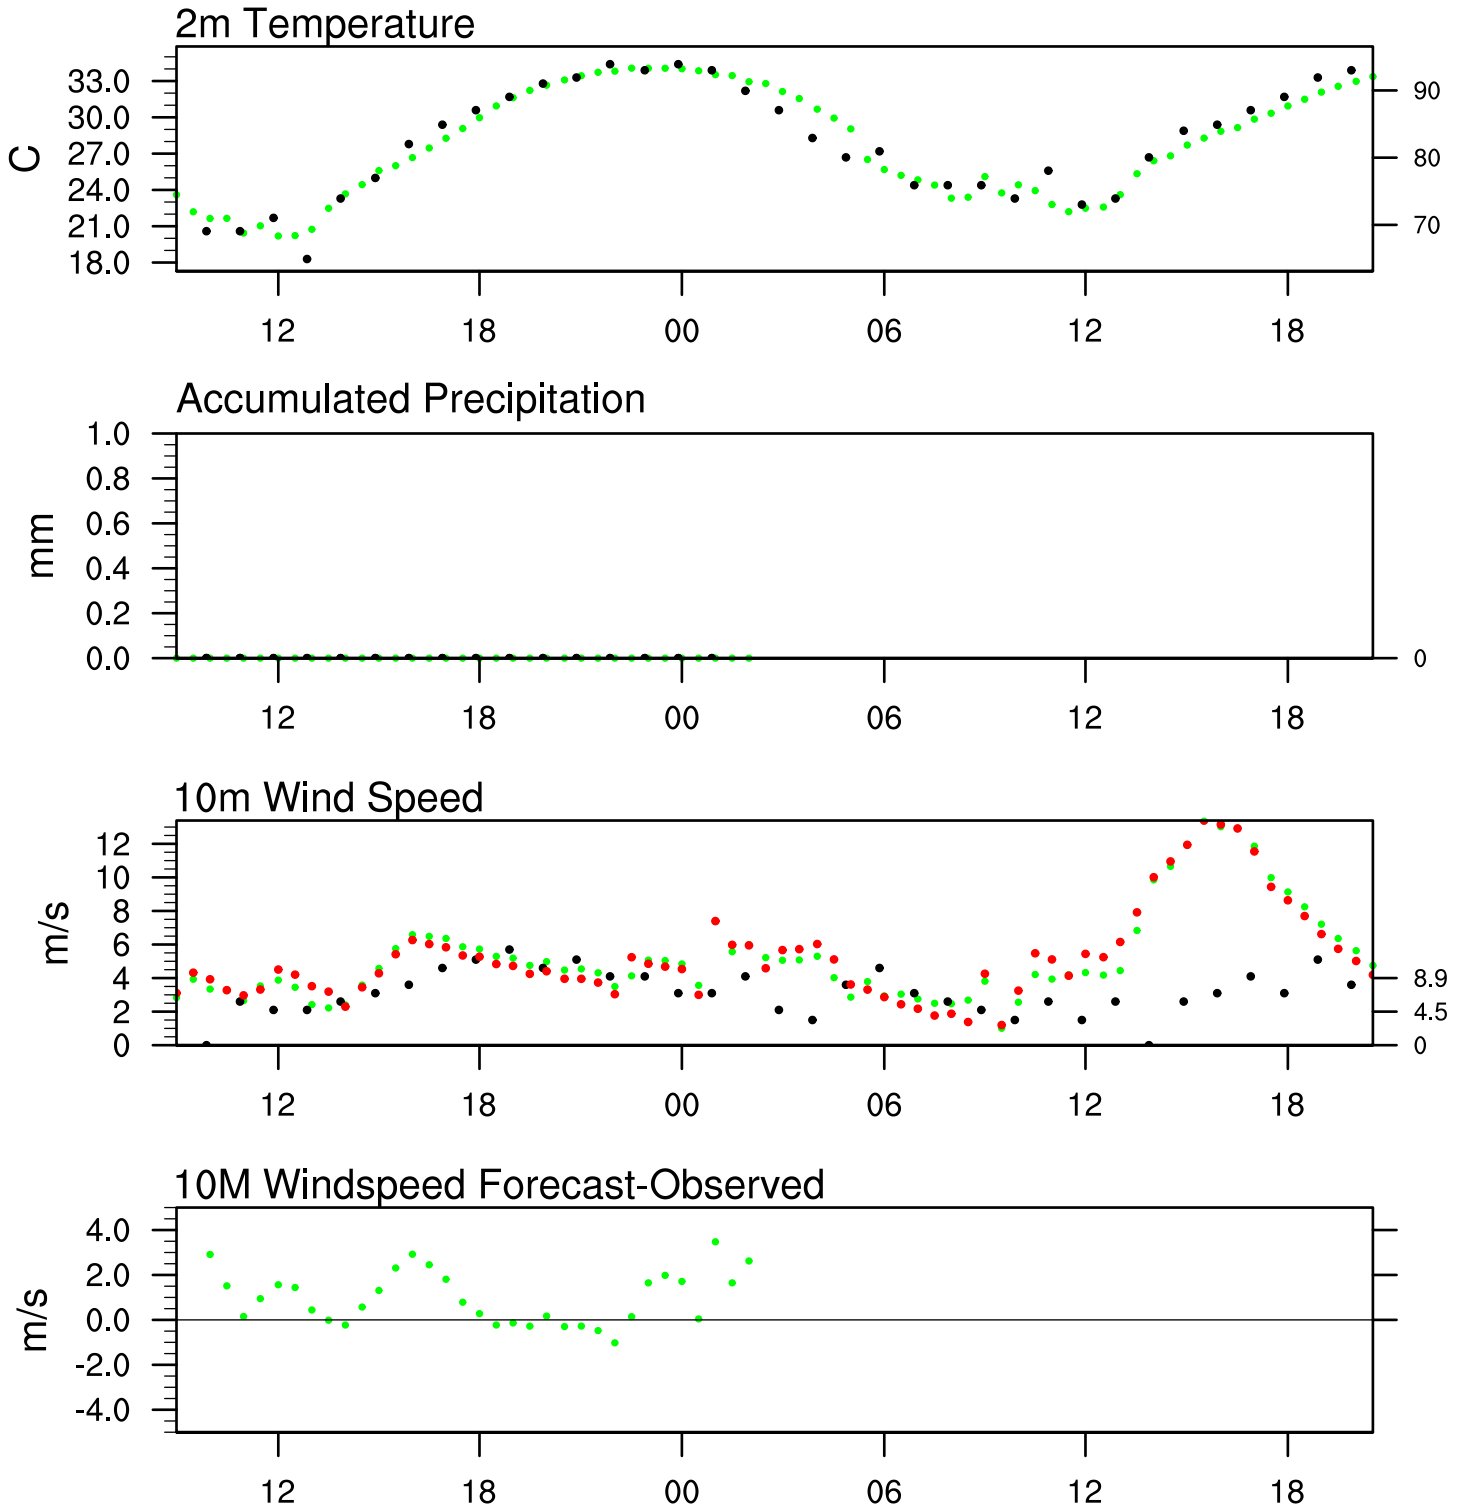 2m Temperature
33.0
30.0
27.0
24.0
21.0
18.0
C
90
80
70
12 18 00 06 12 18
Accumulated Precipitation
1.0
0.8
0.6
0.4
0.2
0.0
mm
0
12 18 00 06 12 18
10m Wind Speed
12
10
8
6
4
2
0
m/s
8.9
4.5
0
12 18 00 06 12 18
10M Windspeed Forecast-Observed
4.0
2.0
0.0
-2.0
-4.0
m/s
12 18 00 06 12 18